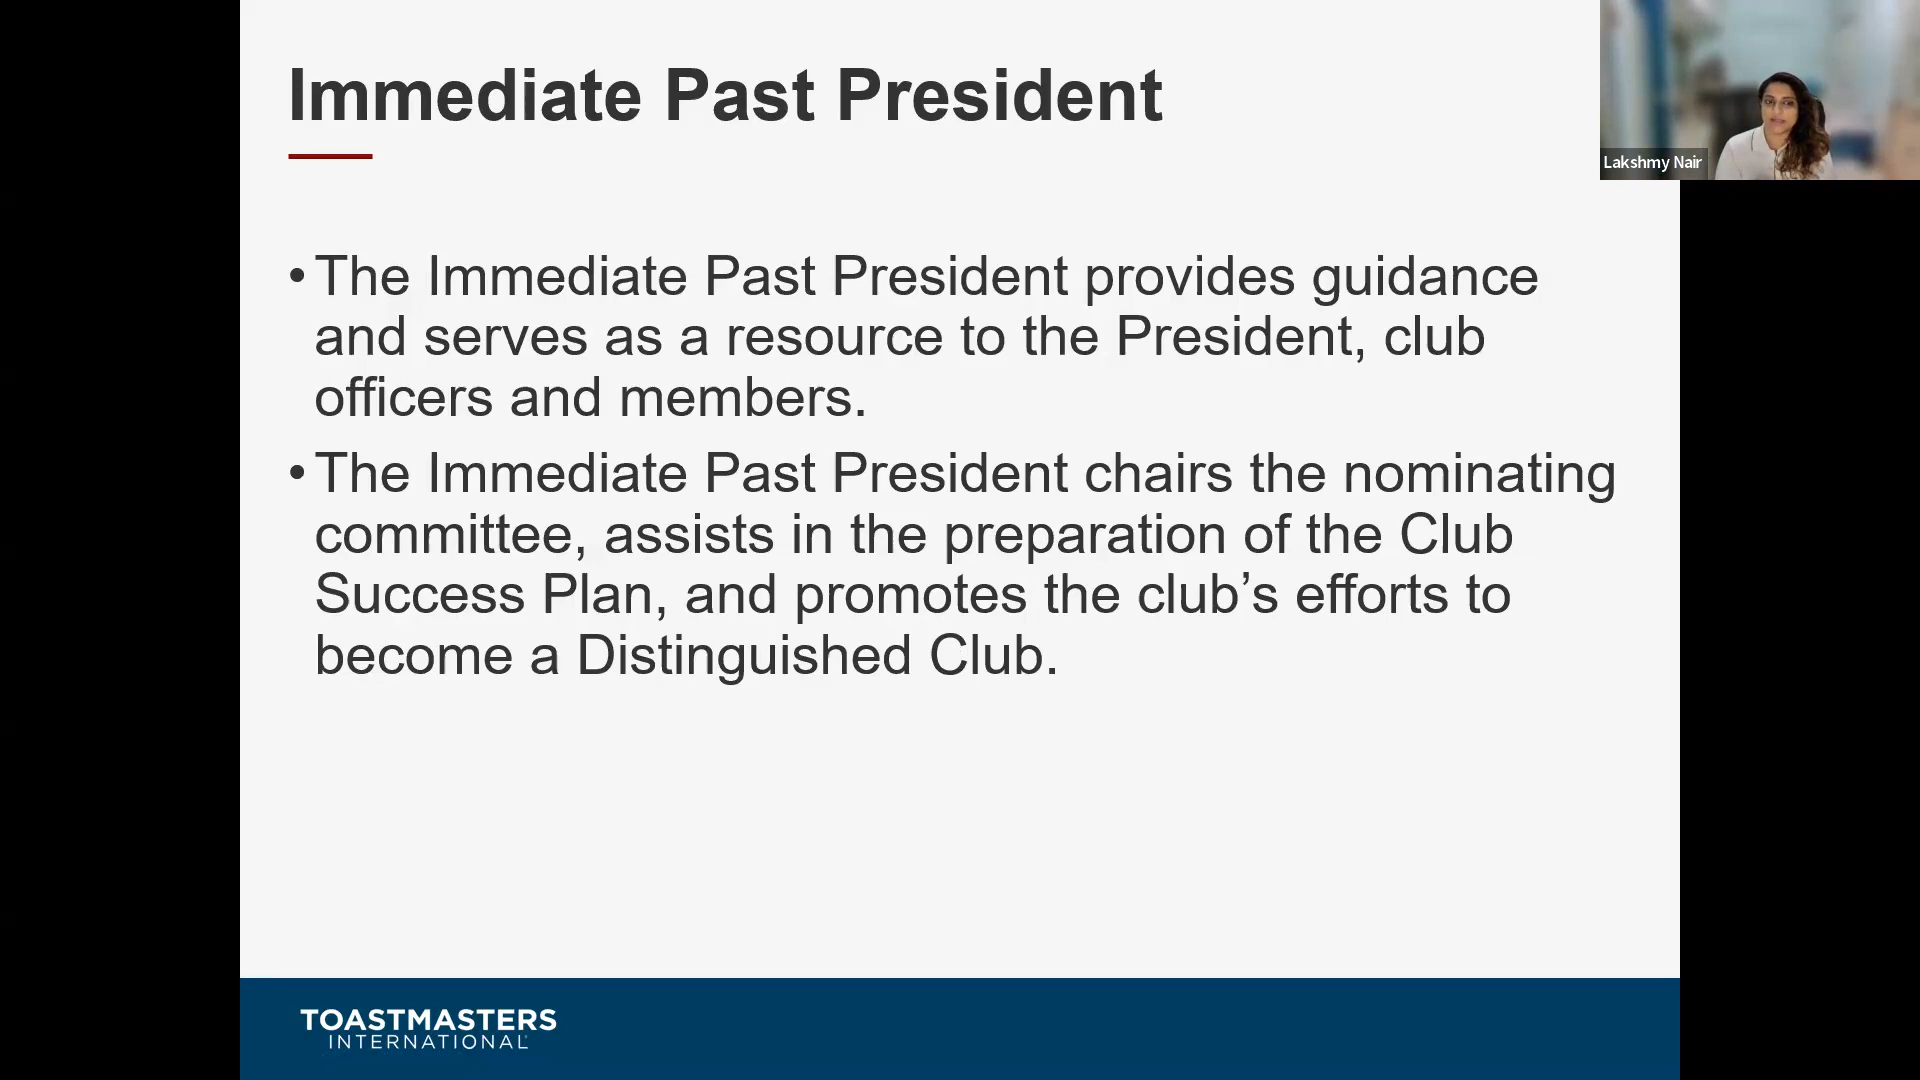 Immediate Past President
Lakshmy Nair
• The Immediate Past President provides guidance
and serves as a resource to the President, club
officers and members.
• The Immediate Past President chairs the nominating
committee, assists in the preparation of the Club
Success Plan, and promotes the club’s efforts to
become a Distinguished Club.
TOASTMASTERS
INTERNATIONAL